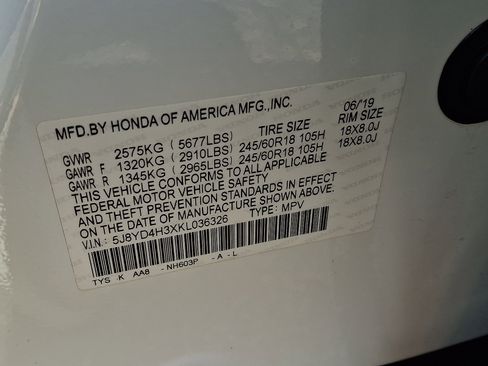 MFD.BY HONDA OF AMERICA MFG.,INC. 06/'19
GVWR 2575KG (5677LBS) TIRE SIZE RIM SIZE
GAWR F 1320KG (2910LBS) 245/60R18 105H 18X8.0J
GAWR R 1345KG (2965LBS) 245/60R18 105H 18X8.0J
THIS VEHICLE CONFORMS TO ALL APPLICABLE
FEDERAL MOTOR VEHICLE SAFETY, BUMPER,
AND THEFT PREVENTION STANDARDS IN EFFECT
ON THE DATE OF MANUFACTURE SHOWN ABOVE.
V.I.N.: 5J8YD4H3XKL036326 TYPE: MPV
TYS .K AA8 -NH603P -A -L